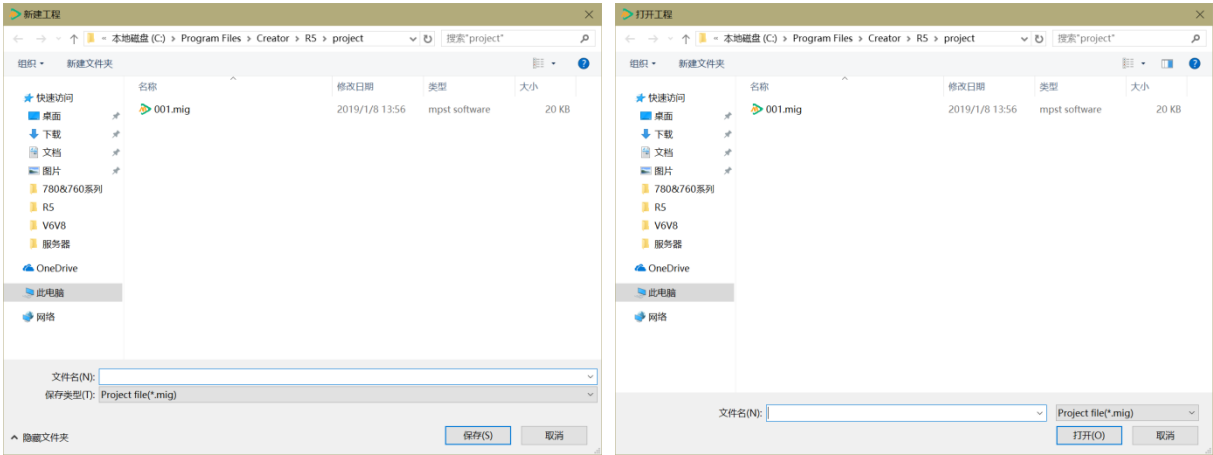 新建工程
« 本地磁盘 (C:) › Program Files › Creator › R5 › project
搜索"project"
组织
新建文件夹
名称
修改日期
类型
大小
快速访问
001.mig
2019/1/8 13:56
mpst software
20 KB
桌面
下载
文档
图片
780&760系列
R5
V6V8
服务器
OneDrive
此电脑
网络
文件名(N):
保存类型(T): Project file(*.mig)
隐藏文件夹
保存(S)
取消
打开工程
« 本地磁盘 (C:) › Program Files › Creator › R5 › project
搜索"project"
组织
新建文件夹
名称
修改日期
类型
大小
快速访问
001.mig
2019/1/8 13:56
mpst software
20 KB
桌面
下载
文档
图片
780&760系列
R5
V6V8
服务器
OneDrive
此电脑
网络
文件名(N):
Project file(*.mig)
打开(O)
取消